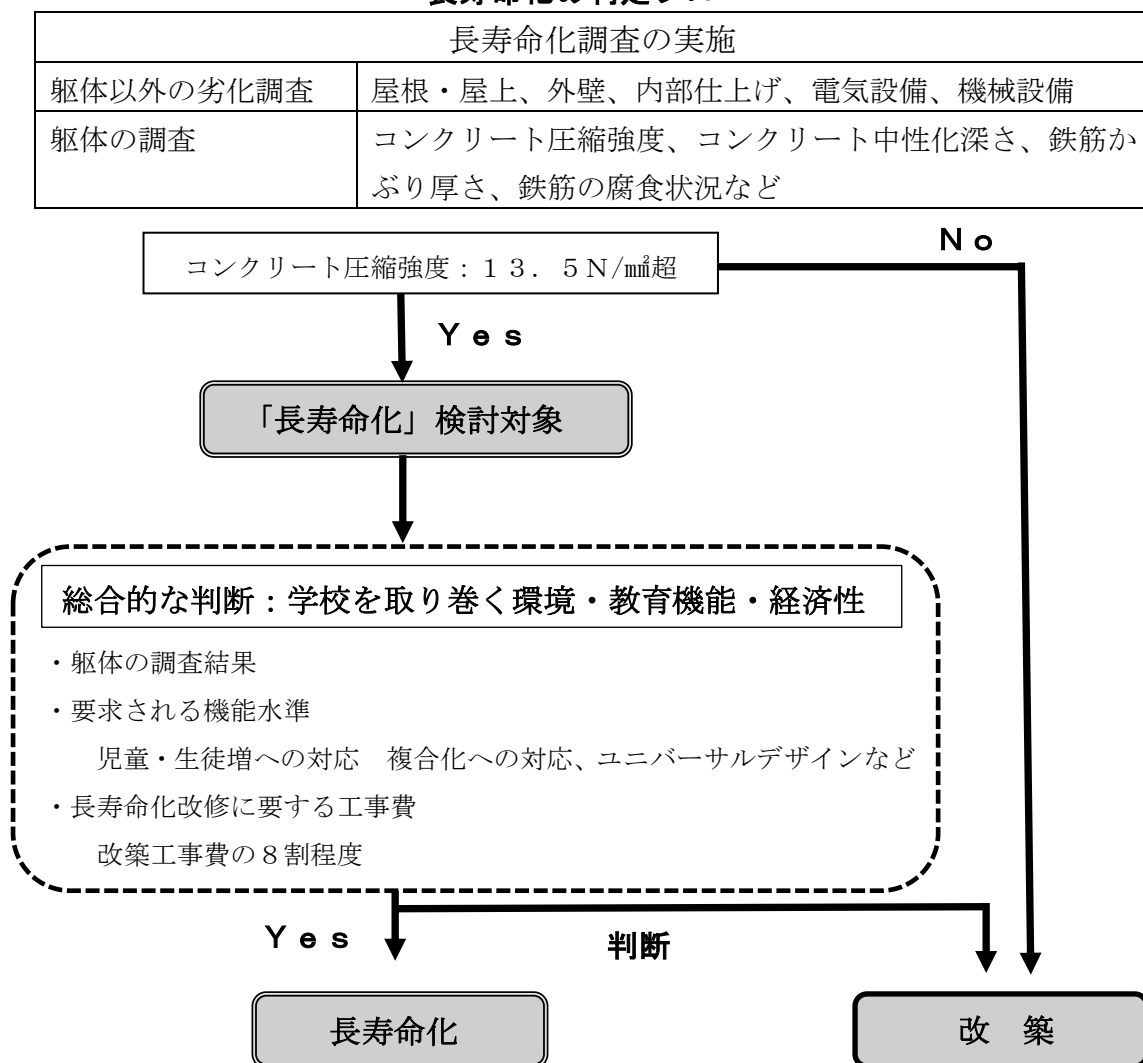 長寿命化調査の実施
躯体以外の劣化調査
屋根・屋上、外壁、内部仕上げ、電気設備、機械設備
躯体の調査
コンクリート圧縮強度、コンクリート中性化深さ、鉄筋か
ぶり厚さ、鉄筋の腐食状況など
No
コンクリート圧縮強度：１３．５N/㎟超
Yes
「長寿命化」検討対象
総合的な判断：学校を取り巻く環境・教育機能・経済性
・躯体の調査結果
・要求される機能水準
児童・生徒増への対応　複合化への対応、ユニバーサルデザインなど
・長寿命化改修に要する工事費
改築工事費の８割程度
Yes
判断
長寿命化
改　築